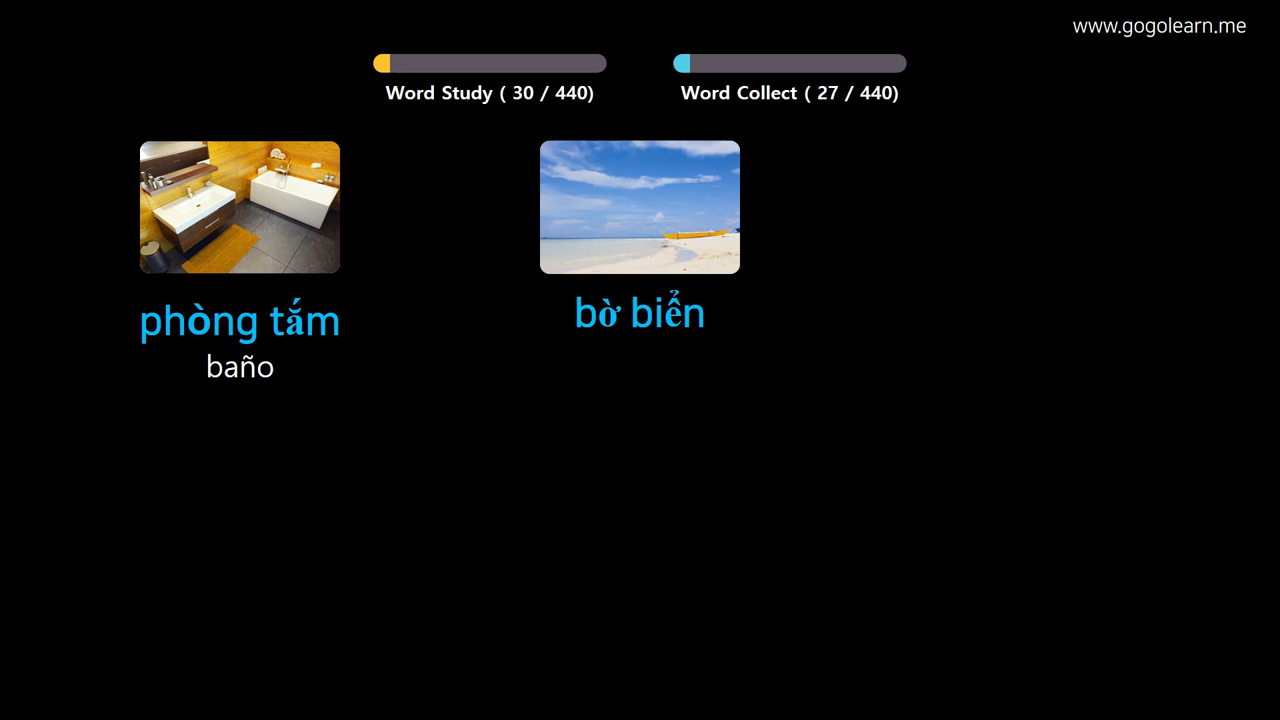 www.gogolearn.me
Word Study ( 30 / 440)
Word Collect ( 27 / 440)
phòng tắm
baño
bờ biển